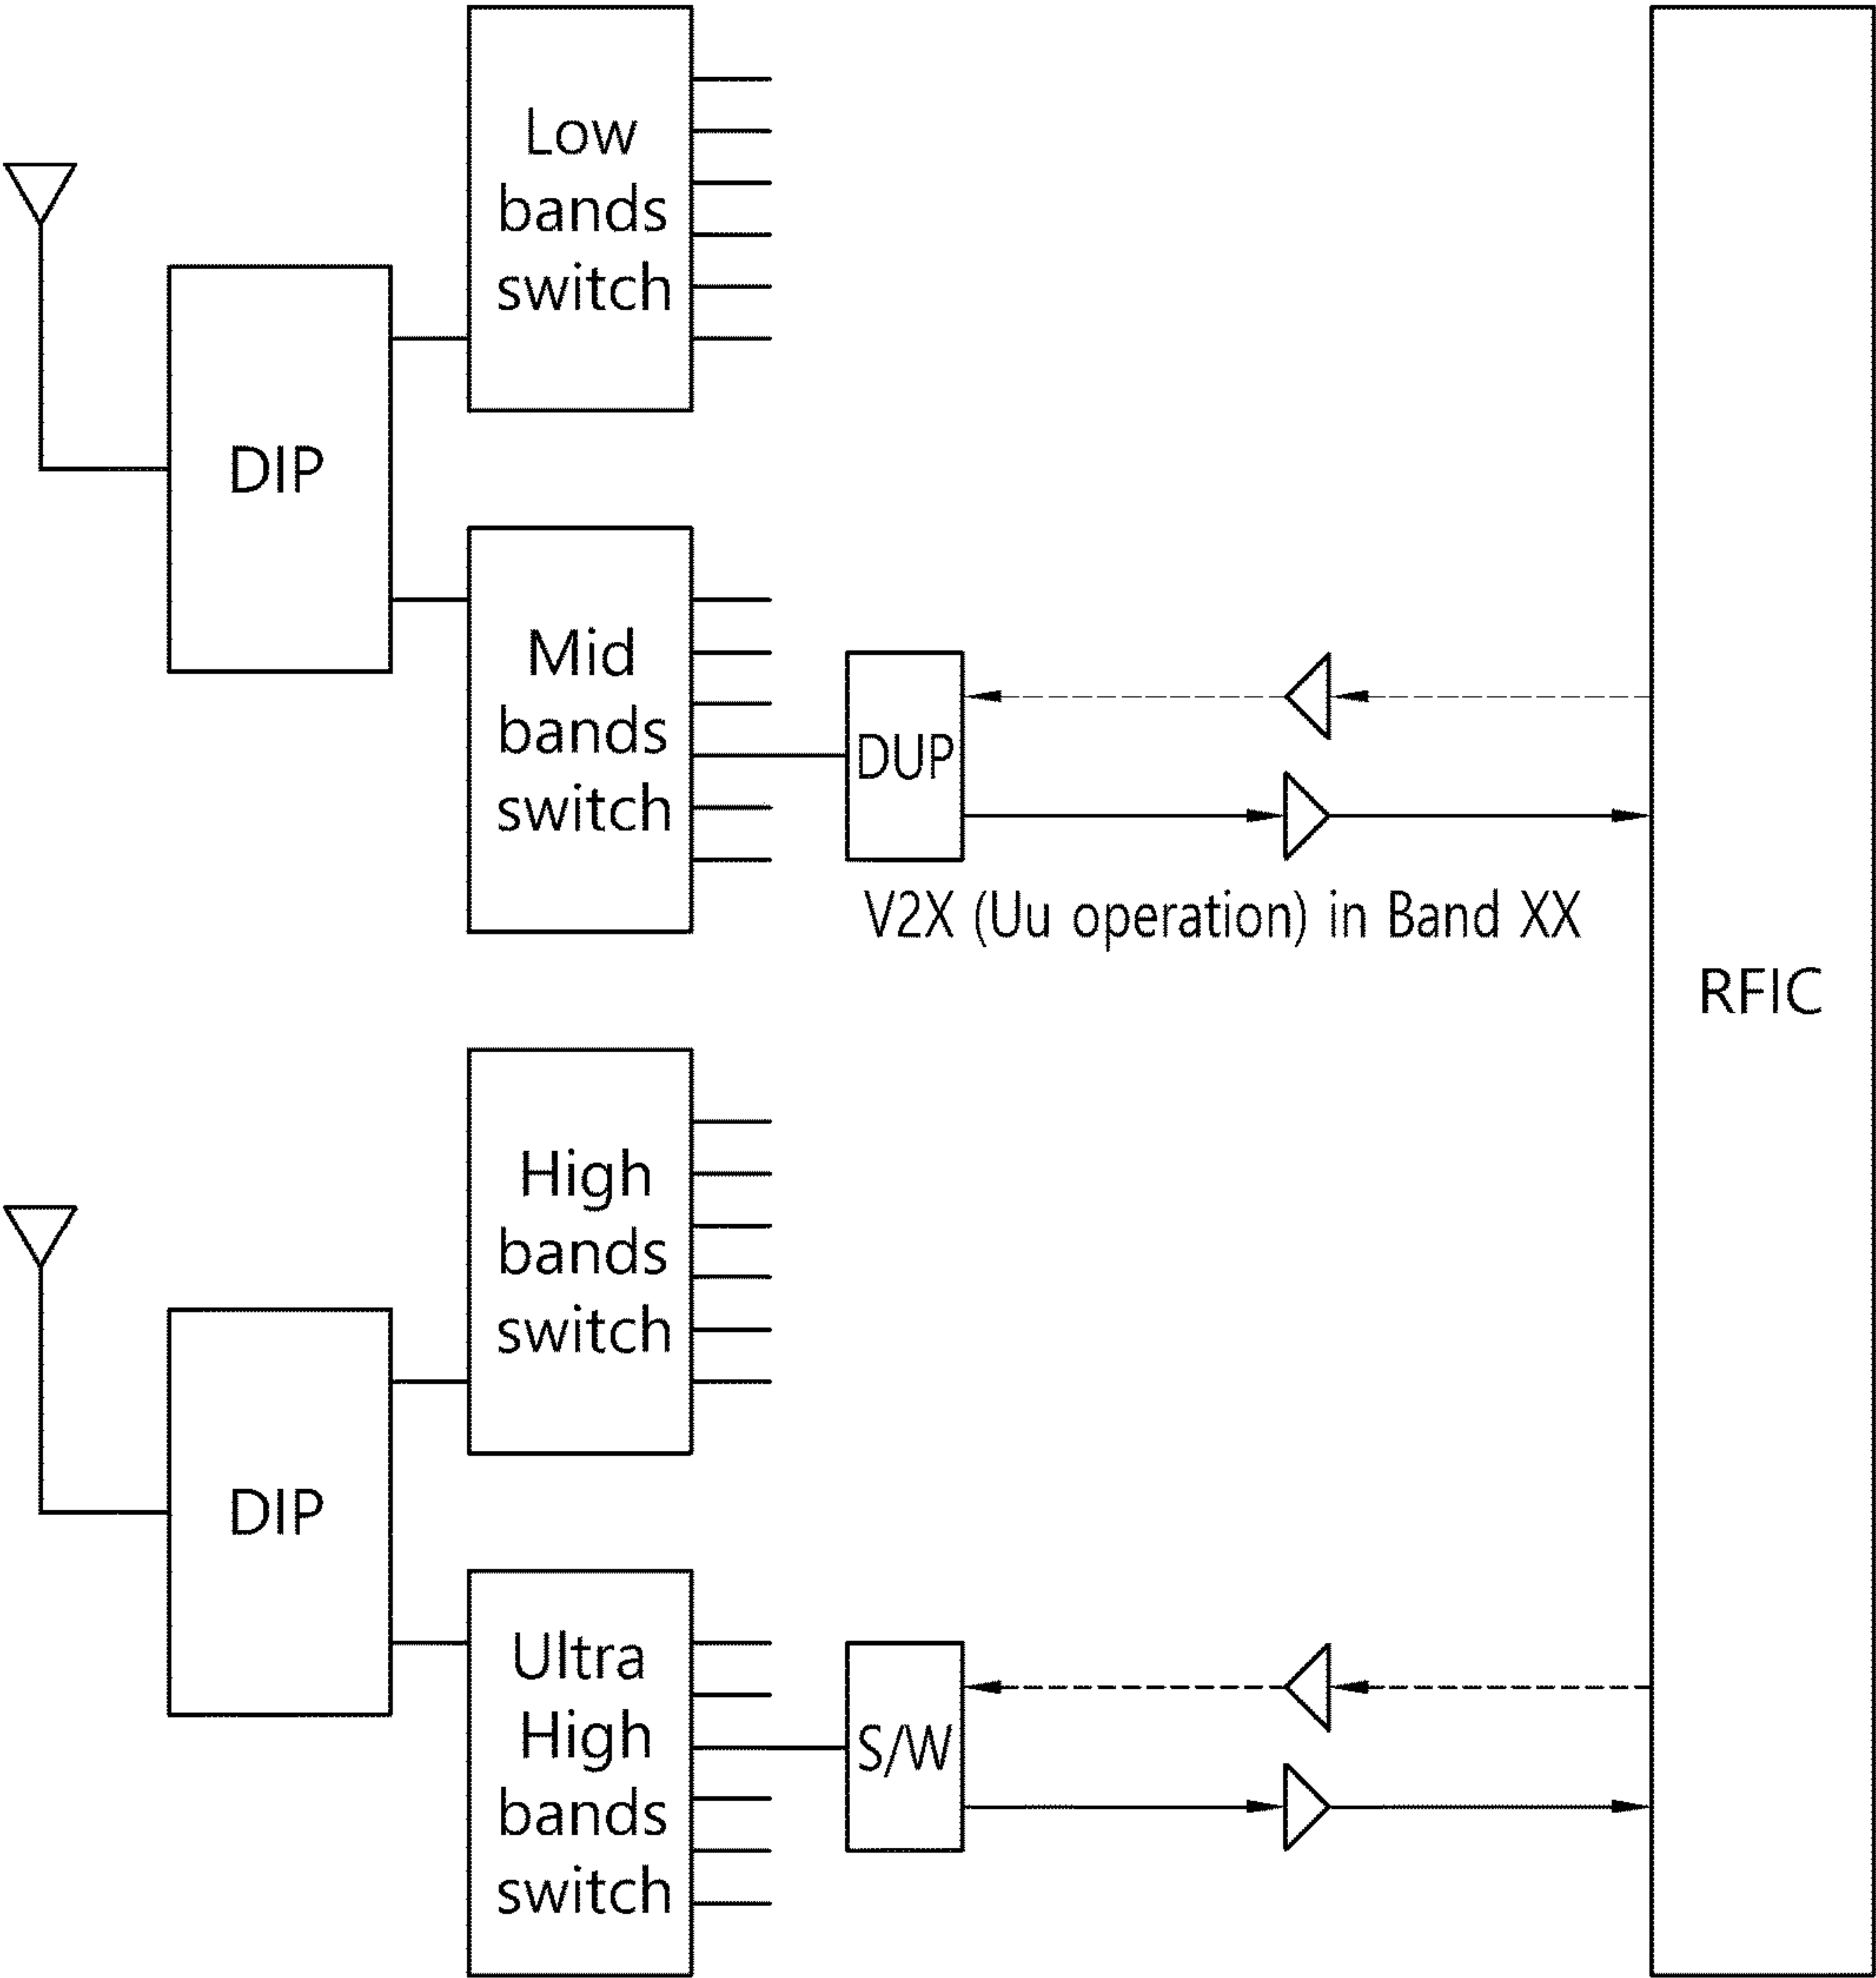 Low
bands
switch
DIP
Mid
bands
switch
DUP
V2X (Uu operation) in Band XX
RFIC
High
bands
switch
DIP
Ultra
High
bands
switch
S/W